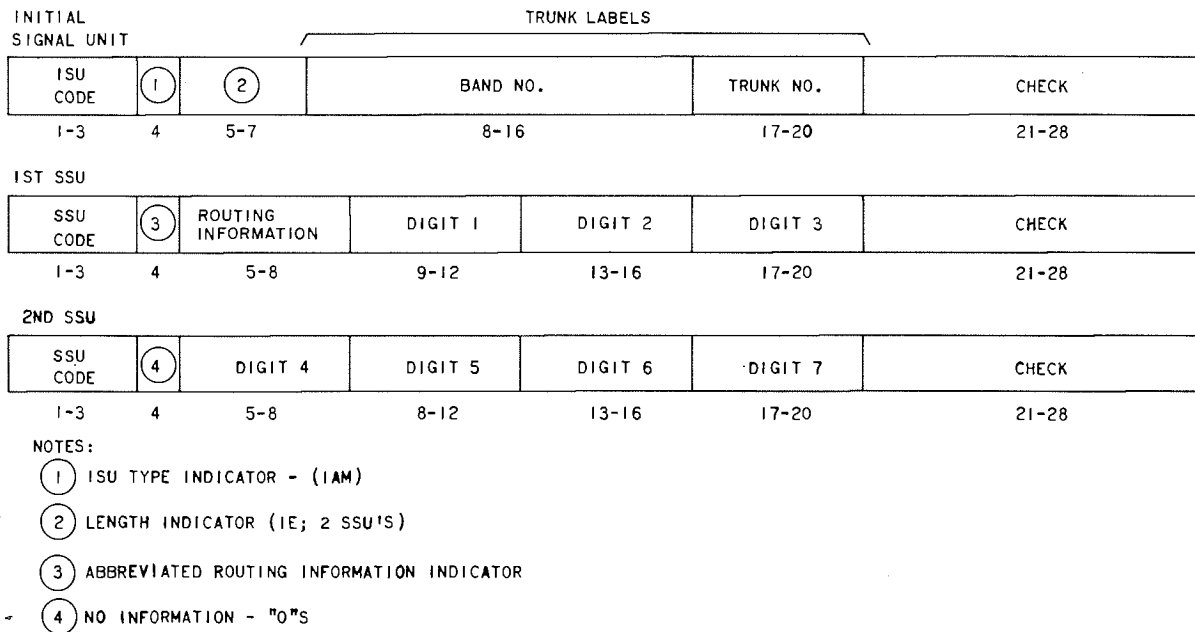 INITIAL
SIGNAL UNIT
TRUNK LABELS
ISU CODE 1 2 BAND NO. TRUNK NO. CHECK
1-3 4 5-7 8-16 17-20 21-28
1ST SSU
SSU CODE 3 ROUTING INFORMATION DIGIT 1 DIGIT 2 DIGIT 3 CHECK
1-3 4 5-8 9-12 13-16 17-20 21-28
2ND SSU
SSU CODE 4 DIGIT 4 DIGIT 5 DIGIT 6 DIGIT 7 CHECK
1-3 4 5-8 8-12 13-16 17-20 21-28
NOTES:
1 ISU TYPE INDICATOR - (IAM)
2 LENGTH INDICATOR (IE; 2 SSU'S)
3 ABBREVIATED ROUTING INFORMATION INDICATOR
4 NO INFORMATION - "0"S